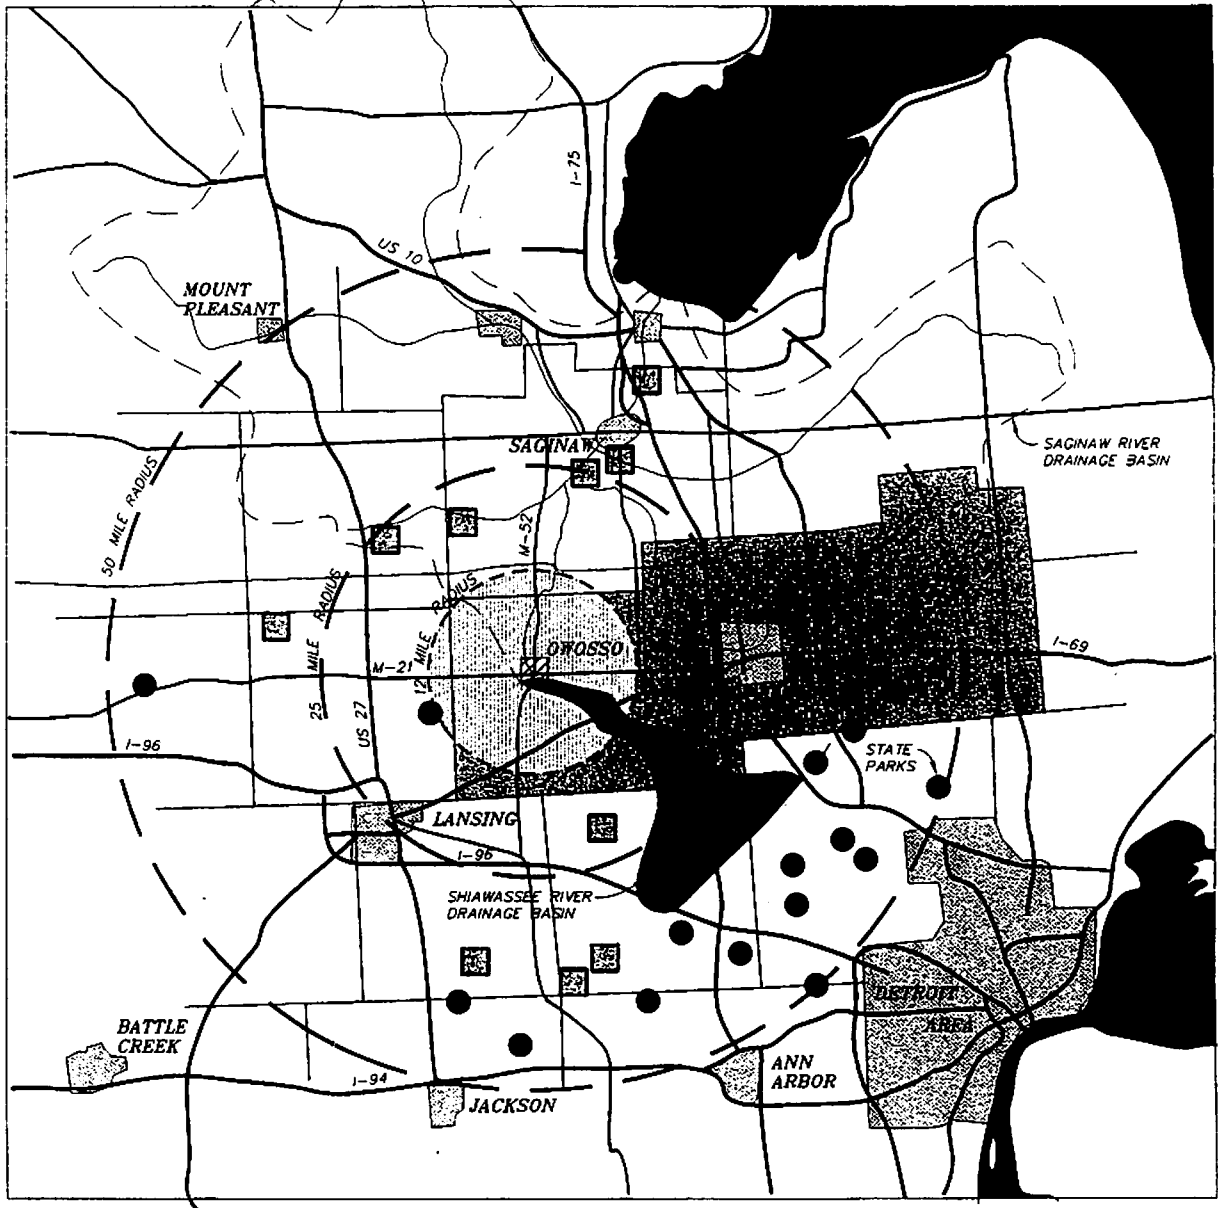 I-75
US 10
MOUNT
PLEASANT
SAGINAW
SAGINAW RIVER
DRAINAGE BASIN
50 MILE RADIUS
M-52
RADIUS
RADIUS
OWOSSO
I-69
MILE
M-21
MILE
12
25
US 27
I-96
STATE
PARKS
LANSING
I-96
SHIAWASSEE RIVER
DRAINAGE BASIN
DETROIT
AREA
BATTLE
CREEK
ANN
ARBOR
I-94
JACKSON